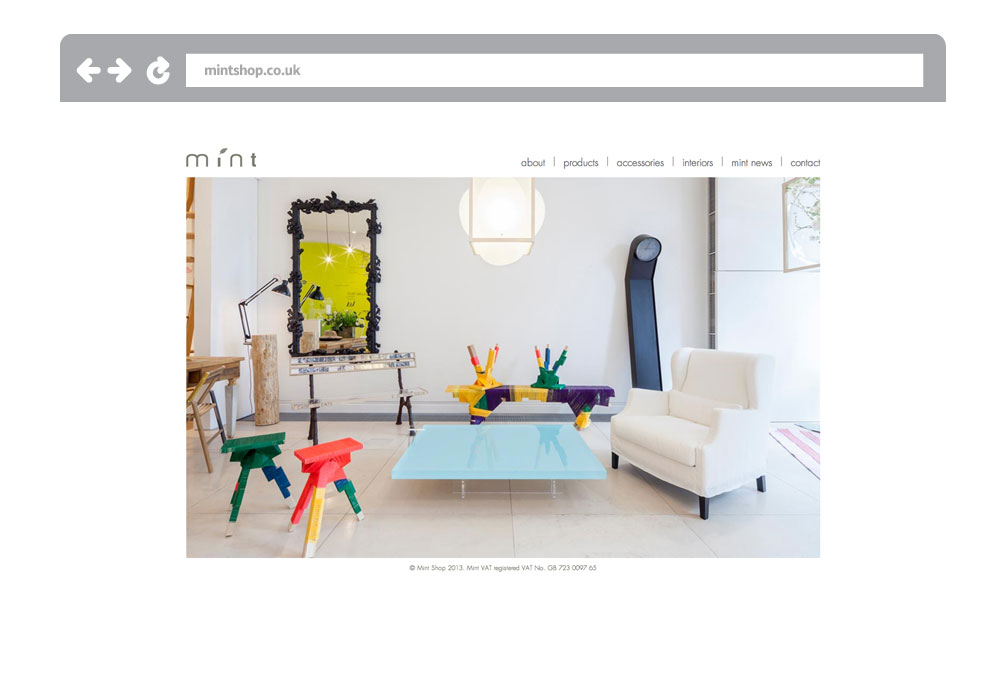 mintshop.co.uk
mint
about | products | accessories | interiors | mint news | contact
© Mint Shop 2013. Mint VAT registered VAT No. GB 723 0097 65